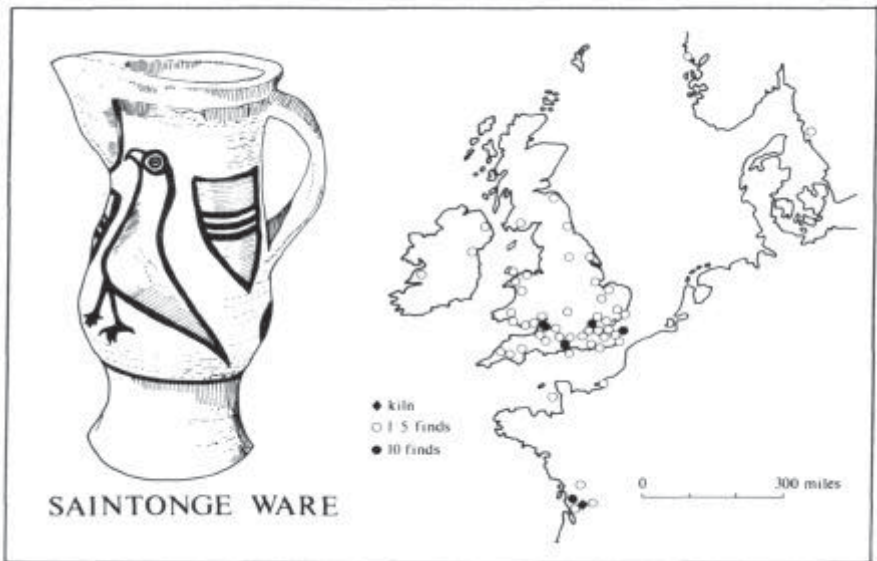 SAINTONGE WARE
kiln
1 5 finds
10 finds
0 300 miles